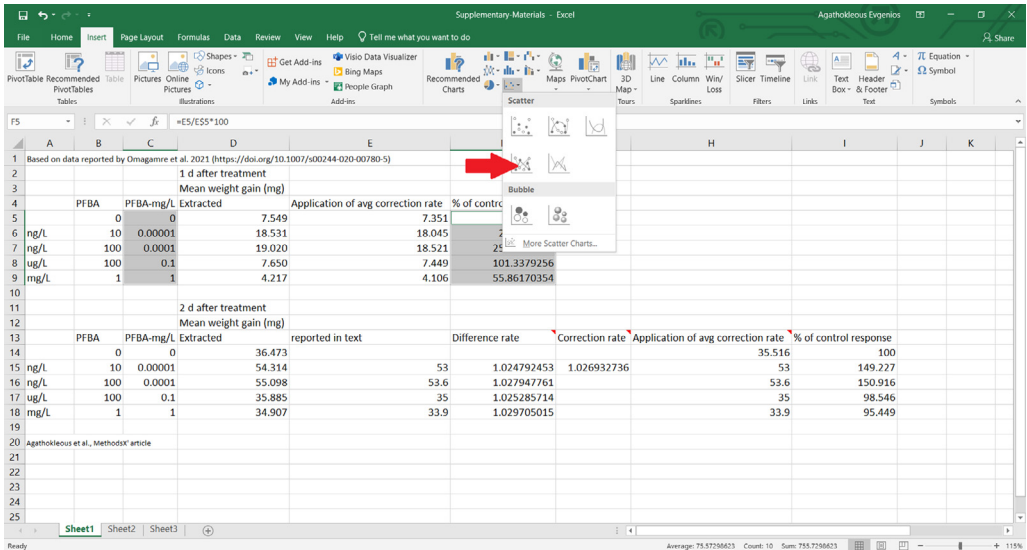 Supplementary-Materials - Excel
Agathokleous Evgenios
File Home Insert Page Layout Formulas Data Review View Help Tell me what you want to do
Share
PivotTable Recommended PivotTables Table
Tables
Pictures Online Pictures Shapes Icons
Illustrations
Get Add-ins
My Add-ins
Visio Data Visualizer
Bing Maps
People Graph
Add-ins
Recommended Charts
Maps PivotChart
3D Map
Tours
Line Column Win/Loss
Sparklines
Slicer Timeline
Filters
Link
Links
Text Box Header & Footer
Text
Equation
Symbol
Symbols
Scatter
Bubble
More Scatter Charts...
F5 fx =E5/E$5*100
A B C D E H I J K
1 Based on data reported by Omagamre et al. 2021 (https://doi.org/10.1007/s00244-020-00780-5)
2 1 d after treatment
3 Mean weight gain (mg)
4 PFBA PFBA-mg/L Extracted Application of avg correction rate % of contro
5 0 0 7.549 7.351
6 ng/L 10 0.00001 18.531 18.045
7 ng/L 100 0.0001 19.020 18.521
8 ug/L 100 0.1 7.650 7.449 101.3379256
9 mg/L 1 1 4.217 4.106 55.86170354
10
11 2 d after treatment
12 Mean weight gain (mg)
13 PFBA PFBA-mg/L Extracted reported in text Difference rate Correction rate Application of avg correction rate % of control response
14 0 0 36.473 35.516 100
15 ng/L 10 0.00001 54.314 53 1.024792453 1.026932736 53 149.227
16 ng/L 100 0.0001 55.098 53.6 1.027947761 53.6 150.916
17 ug/L 100 0.1 35.885 35 1.025285714 35 98.546
18 mg/L 1 1 34.907 33.9 1.029705015 33.9 95.449
19
20 Agathokleous et al., MethodsX' article
21
22
23
24
25
Sheet1 Sheet2 Sheet3
Ready
Average: 75.57298623 Count: 10 Sum: 755.7298623
115%